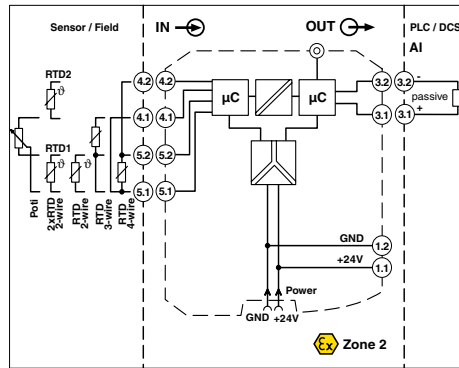 Sensor / Field
IN
OUT
PLC / DCS
AI
RTD2
ϑ
4.2
4.2
µC
µC
3.2
3.2
-
passive
4.1
4.1
3.1
3.1
+
RTD1
ϑ
ϑ
5.2
5.2
5.1
5.1
Poti
2xRTD
2-wire
RTD
2-wire
RTD
3-wire
RTD
4-wire
GND
1.2
+24V
1.1
Power
GND
+24V
Ex
Zone 2